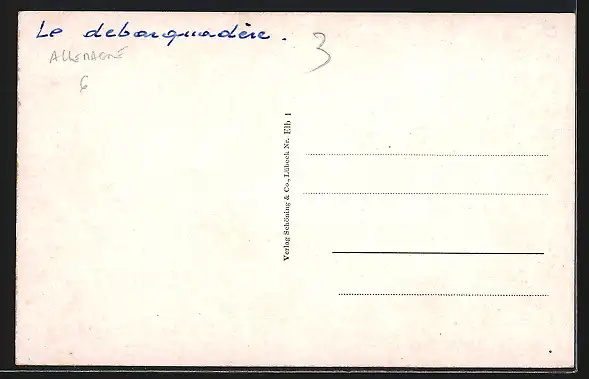 Le debarquadère.
ALLEMAGNE
6
3
Verlag Schöning & Co., Lübeck Nr. Elb 1